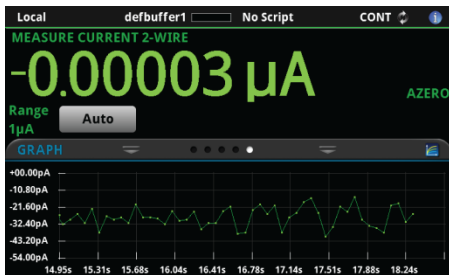 Local defbuffer1 No Script CONT
MEASURE CURRENT 2-WIRE
-0.00003 µA
AZERO
Range
1µA
Auto
GRAPH
+00.00pA
-10.80pA
-21.60pA
-32.40pA
-43.20pA
-54.00pA
14.95s 15.31s 15.68s 16.04s 16.41s 16.78s 17.14s 17.51s 17.88s 18.24s